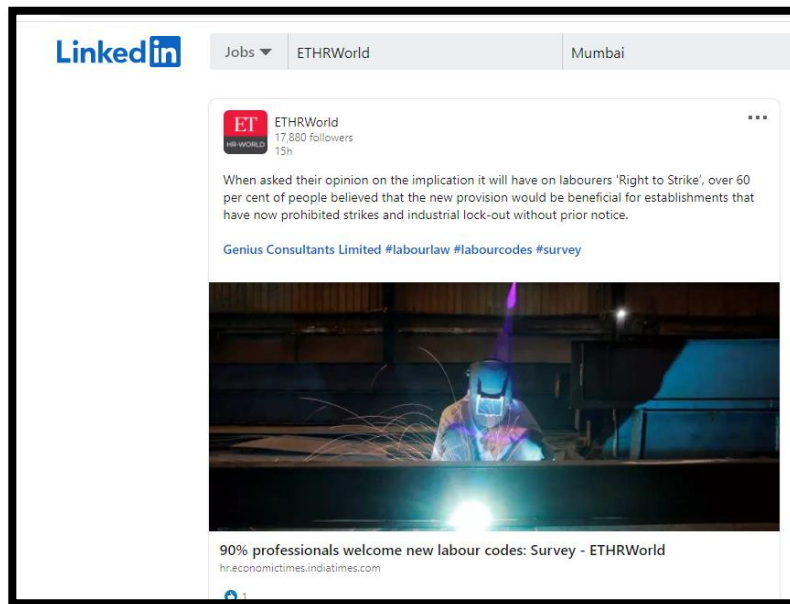 Linked in
Jobs ETHRWorld Mumbai
ET
HR-WORLD
ETHRWorld
17,880 followers
15h
When asked their opinion on the implication it will have on labourers 'Right to Strike', over 60
per cent of people believed that the new provision would be beneficial for establishments that
have now prohibited strikes and industrial lock-out without prior notice.
Genius Consultants Limited #labourlaw #labourcodes #survey
90% professionals welcome new labour codes: Survey - ETHRWorld
hr.economictimes.indiatimes.com
1